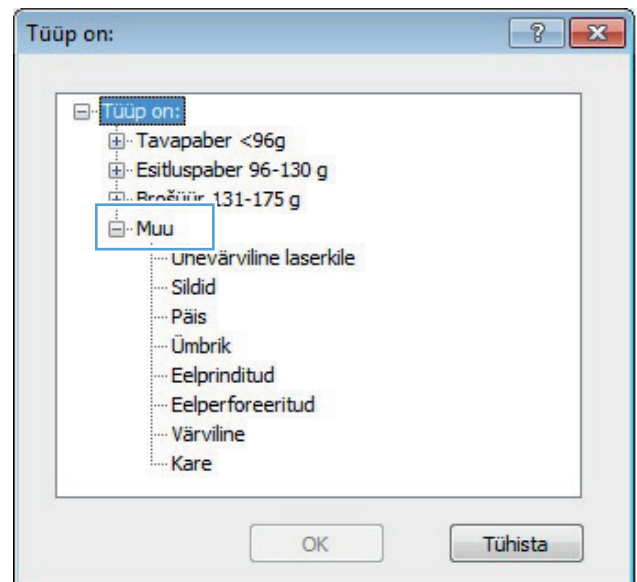 Tüüp on:
?
Tüüp on:
Tavapaber <96g
Esitluspaber 96-130 g
Brošüür 131-175 g
Muu
Ühevärviline laserkile
Sildid
Päis
Ümbrik
Eelprinditud
Eelperforeeritud
Värviline
Kare
OK Tühista